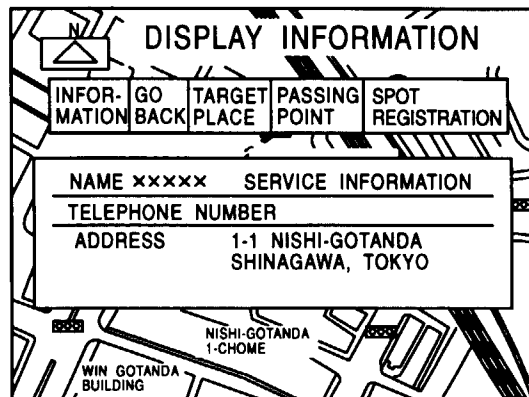 N
DISPLAY INFORMATION
INFOR- GO TARGET PASSING SPOT
MATION BACK PLACE POINT REGISTRATION
NAME ××××× SERVICE INFORMATION
TELEPHONE NUMBER
ADDRESS 1-1 NISHI-GOTANDA
SHINAGAWA, TOKYO
NISHI-GOTANDA
1-CHOME
WIN GOTANDA
BUILDING